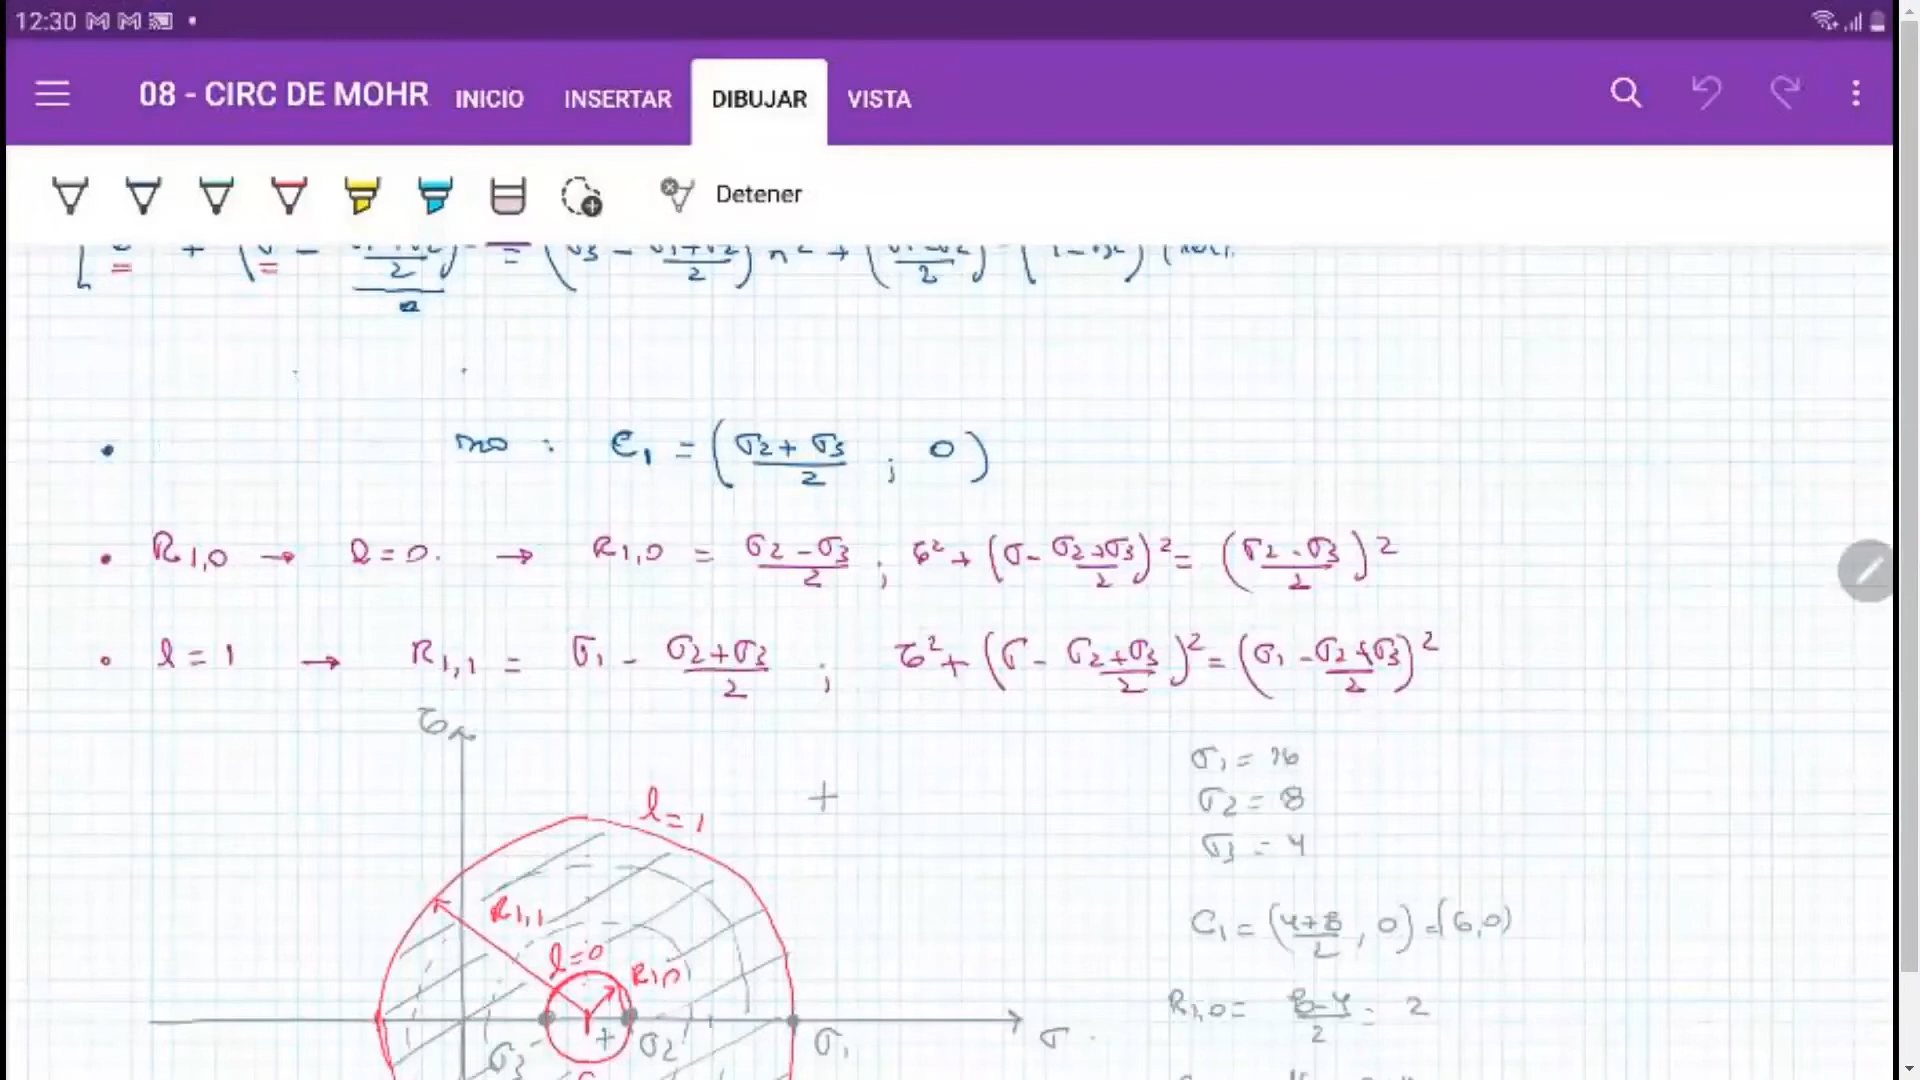 12:30
08 - CIRC DE MOHR INICIO INSERTAR DIBUJAR VISTA
Detener
no : C₁ = (σ₂ + σ₃ / 2 ; 0)
• R₁,₀ → l = 0. → R₁,₀ = σ₂ - σ₃ / 2 ; τ² + (σ - σ₂+σ₃ / 2)² = (σ₂ - σ₃ / 2)²
• l = 1 → R₁,₁ = σ₁ - σ₂+σ₃ / 2 ; τ² + (σ - σ₂+σ₃ / 2)² = (σ₁ - σ₂+σ₃ / 2)²
τ
l = 1
R₁,₁
l=0
R₁,₀
σ₃
σ₂
σ₁
σ
σ₁ = 16
σ₂ = 8
σ₃ = 4
C₁ = (4+8 / 2 , 0) = (6,0)
R₁,₀ = 8-4 / 2 = 2